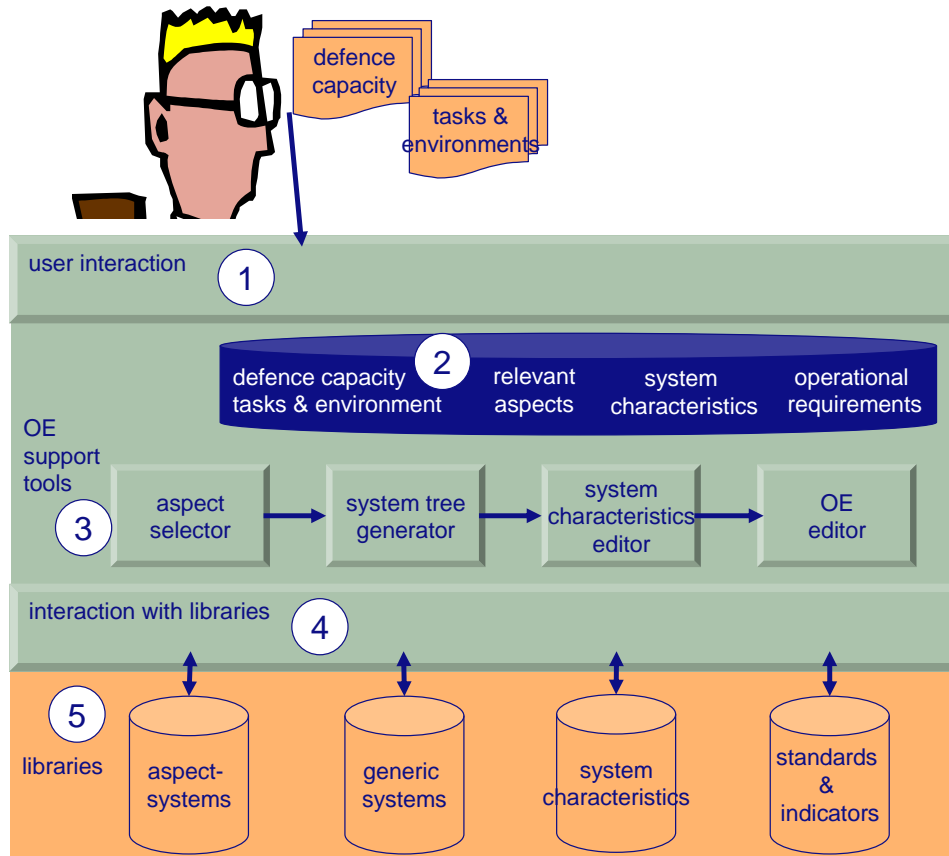 defence
capacity
tasks &
environments
user interaction
1
2
defence capacity
tasks & environment
relevant
aspects
system
characteristics
operational
requirements
OE
support
tools
3
aspect
selector
system tree
generator
system
characteristics
editor
OE
editor
interaction with libraries
4
5
libraries
aspect-
systems
generic
systems
system
characteristics
standards
&
indicators